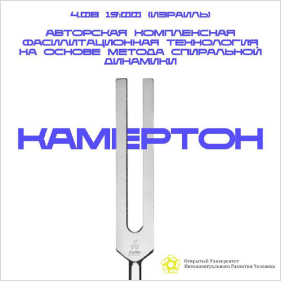 4.08 19:00 (ИЗРАИЛЬ)
АВТОРСКАЯ КОМПЛЕКСНАЯ
ФАСИЛИТАЦИОННАЯ ТЕХНОЛОГИЯ
НА ОСНОВЕ МЕТОДА СПИРАЛЬНОЙ
ДИНАМИКИ
КАМЕРТОН
Открытый Университет
Интеллектуального Развития Человека